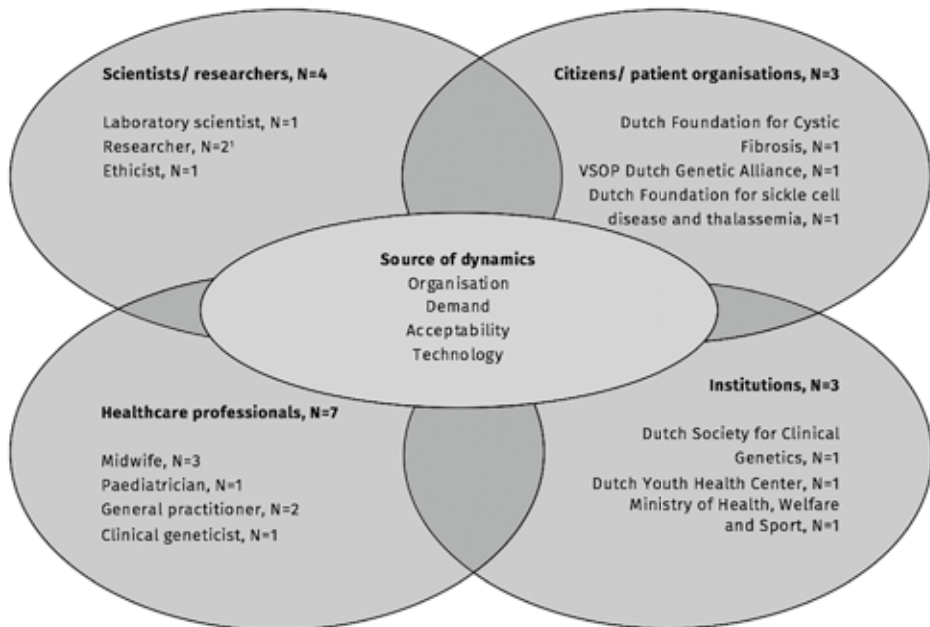 Scientists/ researchers, N=4
Laboratory scientist, N=1
Researcher, N=2¹
Ethicist, N=1
Citizens/ patient organisations, N=3
Dutch Foundation for Cystic
Fibrosis, N=1
VSOP Dutch Genetic Alliance, N=1
Dutch Foundation for sickle cell
disease and thalassemia, N=1
Source of dynamics
Organisation
Demand
Acceptability
Technology
Healthcare professionals, N=7
Midwife, N=3
Paediatrician, N=1
General practitioner, N=2
Clinical geneticist, N=1
Institutions, N=3
Dutch Society for Clinical
Genetics, N=1
Dutch Youth Health Center, N=1
Ministry of Health, Welfare
and Sport, N=1